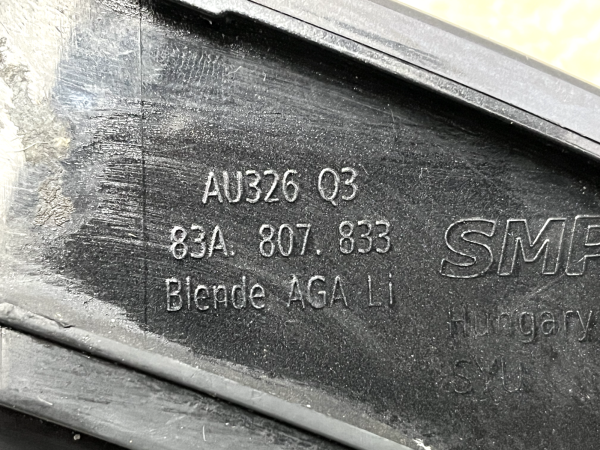 AU326 Q3
83A. 807. 833
Blende AGA Li
SMP
Hungary